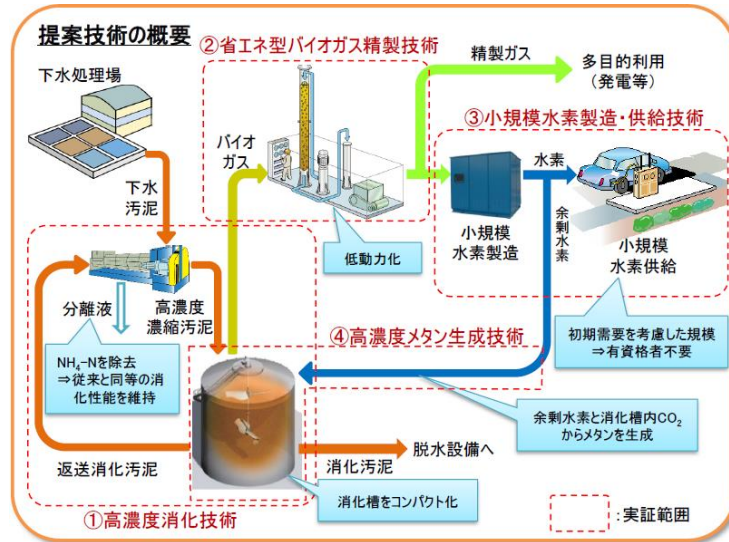 提案技術の概要
②省エネ型バイオガス精製技術
下水処理場
精製ガス
多目的利用
(発電等)
③小規模水素製造・供給技術
バイオ
ガス
水素
下水
汚泥
余剰水素
小規模
水素製造
小規模
水素供給
低動力化
分離液
高濃度
濃縮汚泥
④高濃度メタン生成技術
初期需要を考慮した規模
⇒有資格者不要
NH₄-Nを除去
⇒従来と同等の消
化性能を維持
余剰水素と消化槽内CO₂
からメタンを生成
返送消化汚泥
消化汚泥
脱水設備へ
消化槽をコンパクト化
①高濃度消化技術
:実証範囲